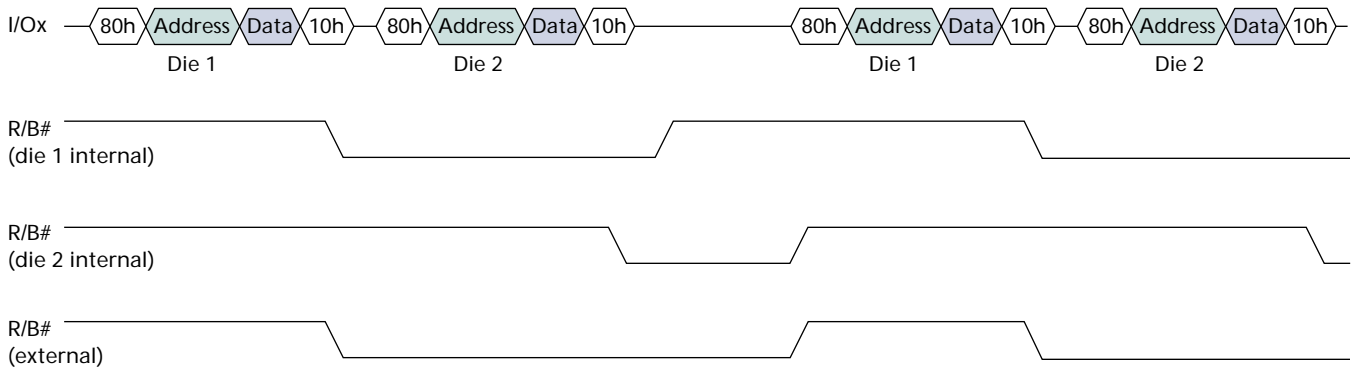 I/Ox 80h Address Data 10h 80h Address Data 10h 80h Address Data 10h 80h Address Data 10h
Die 1 Die 2 Die 1 Die 2
R/B#
(die 1 internal)
R/B#
(die 2 internal)
R/B#
(external)